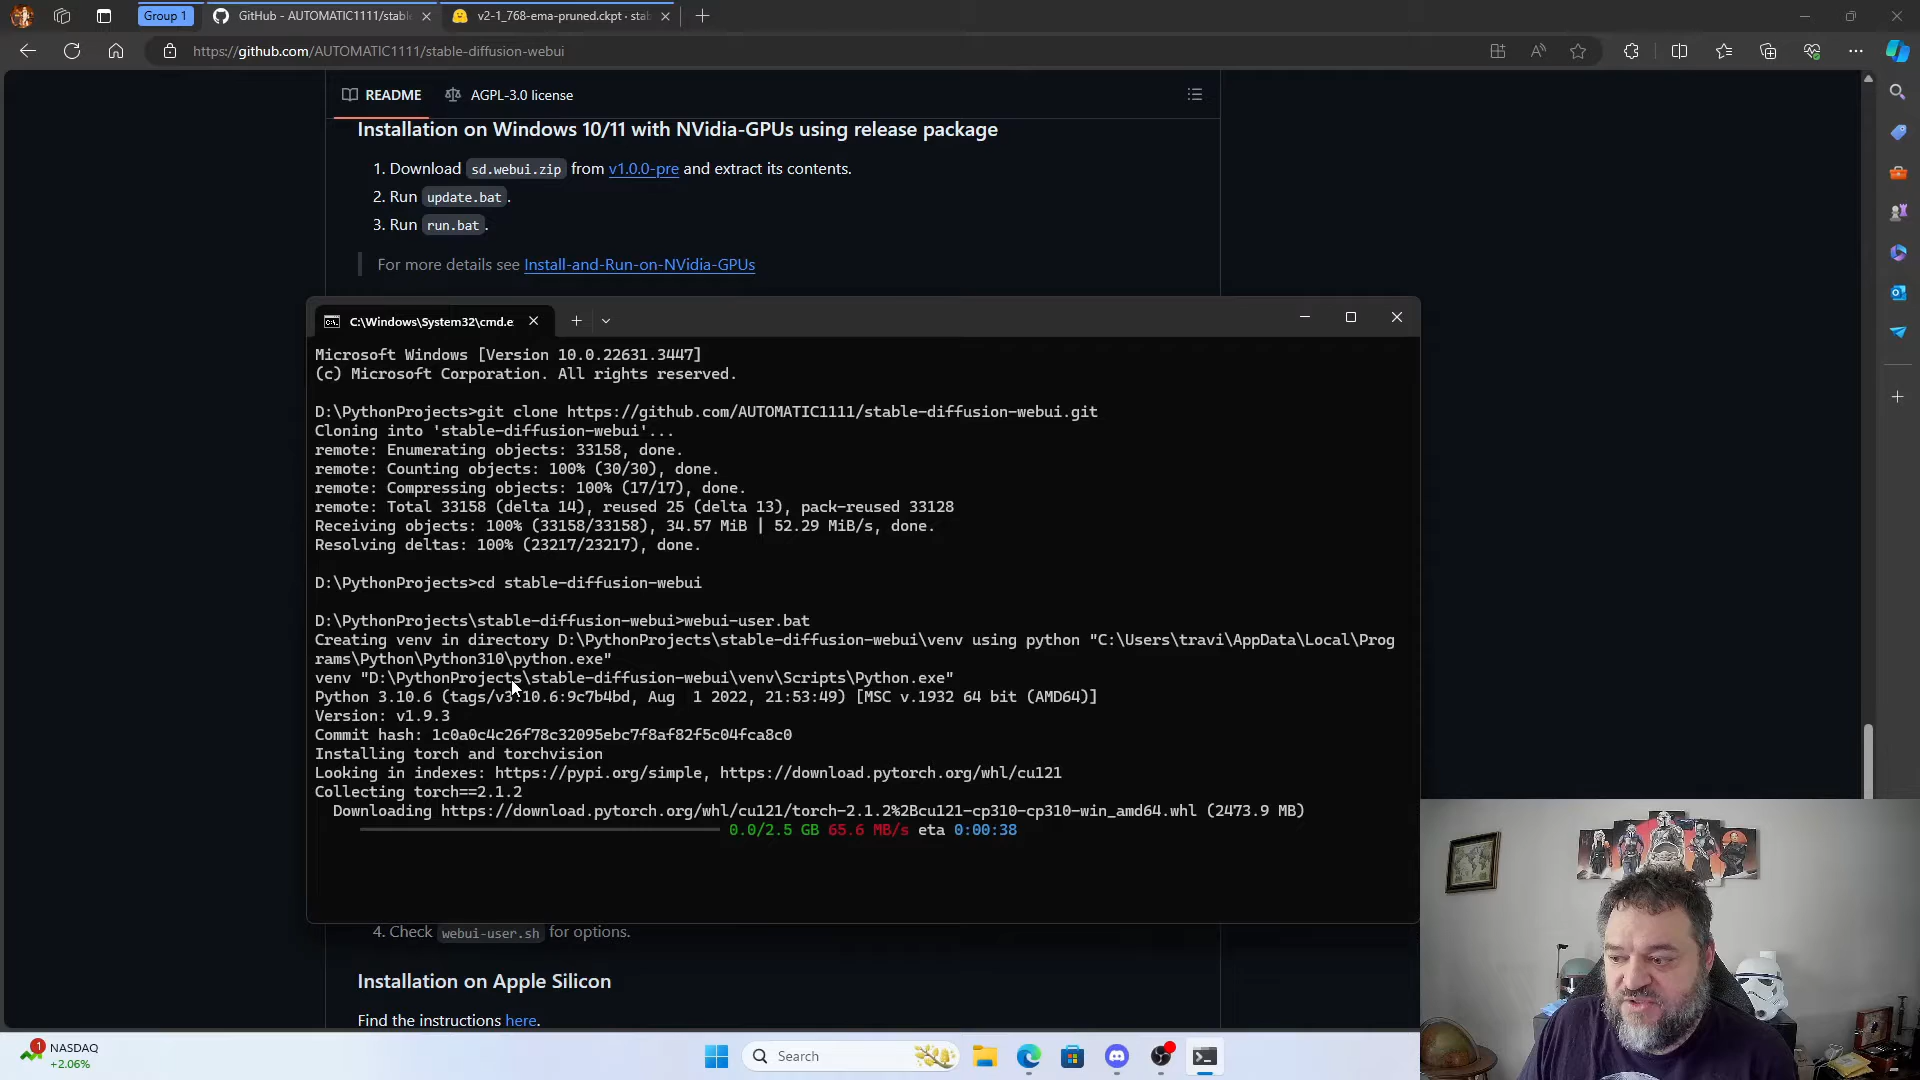 Group 1
GitHub - AUTOMATIC1111/stabl
v2-1_768-ema-pruned.ckpt · stab
https://github.com/AUTOMATIC1111/stable-diffusion-webui
README
AGPL-3.0 license
Installation on Windows 10/11 with NVidia-GPUs using release package
1. Download sd.webui.zip from v1.0.0-pre and extract its contents.
2. Run update.bat.
3. Run run.bat.
For more details see Install-and-Run-on-NVidia-GPUs
C:\Windows\System32\cmd.e
Microsoft Windows [Version 10.0.22631.3447]
(c) Microsoft Corporation. All rights reserved.
D:\PythonProjects>git clone https://github.com/AUTOMATIC1111/stable-diffusion-webui.git
Cloning into 'stable-diffusion-webui'...
remote: Enumerating objects: 33158, done.
remote: Counting objects: 100% (30/30), done.
remote: Compressing objects: 100% (17/17), done.
remote: Total 33158 (delta 14), reused 25 (delta 13), pack-reused 33128
Receiving objects: 100% (33158/33158), 34.57 MiB | 52.29 MiB/s, done.
Resolving deltas: 100% (23217/23217), done.
D:\PythonProjects>cd stable-diffusion-webui
D:\PythonProjects\stable-diffusion-webui>webui-user.bat
Creating venv in directory D:\PythonProjects\stable-diffusion-webui\venv using python "C:\Users\travi\AppData\Local\Prog
rams\Python\Python310\python.exe"
venv "D:\PythonProjects\stable-diffusion-webui\venv\Scripts\Python.exe"
Python 3.10.6 (tags/v3.10.6:9c7b4bd, Aug  1 2022, 21:53:49) [MSC v.1932 64 bit (AMD64)]
Version: v1.9.3
Commit hash: 1c0a0c4c26f78c32095ebc7f8af82f5c04fca8c0
Installing torch and torchvision
Looking in indexes: https://pypi.org/simple, https://download.pytorch.org/whl/cu121
Collecting torch==2.1.2
Downloading https://download.pytorch.org/whl/cu121/torch-2.1.2%2Bcu121-cp310-cp310-win_amd64.whl (2473.9 MB)
0.0/2.5 GB 65.6 MB/s eta 0:00:38
4. Check webui-user.sh for options.
Installation on Apple Silicon
Find the instructions here.
1
NASDAQ
+2.06%
Search